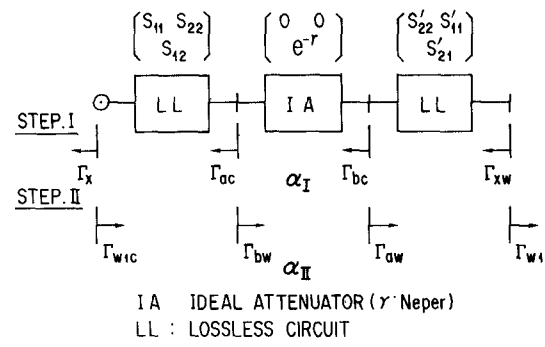 S₁₁ S₂₂
S₁₂
0 0
e⁻ʳ
S′₂₂ S′₁₁
S′₂₁
LL IA LL
STEP. I
Γx Γac αI Γbc Γxw
STEP. II
Γw1c Γbw αII Γaw Γw1
IA IDEAL ATTENUATOR (r Neper)
LL : LOSSLESS CIRCUIT